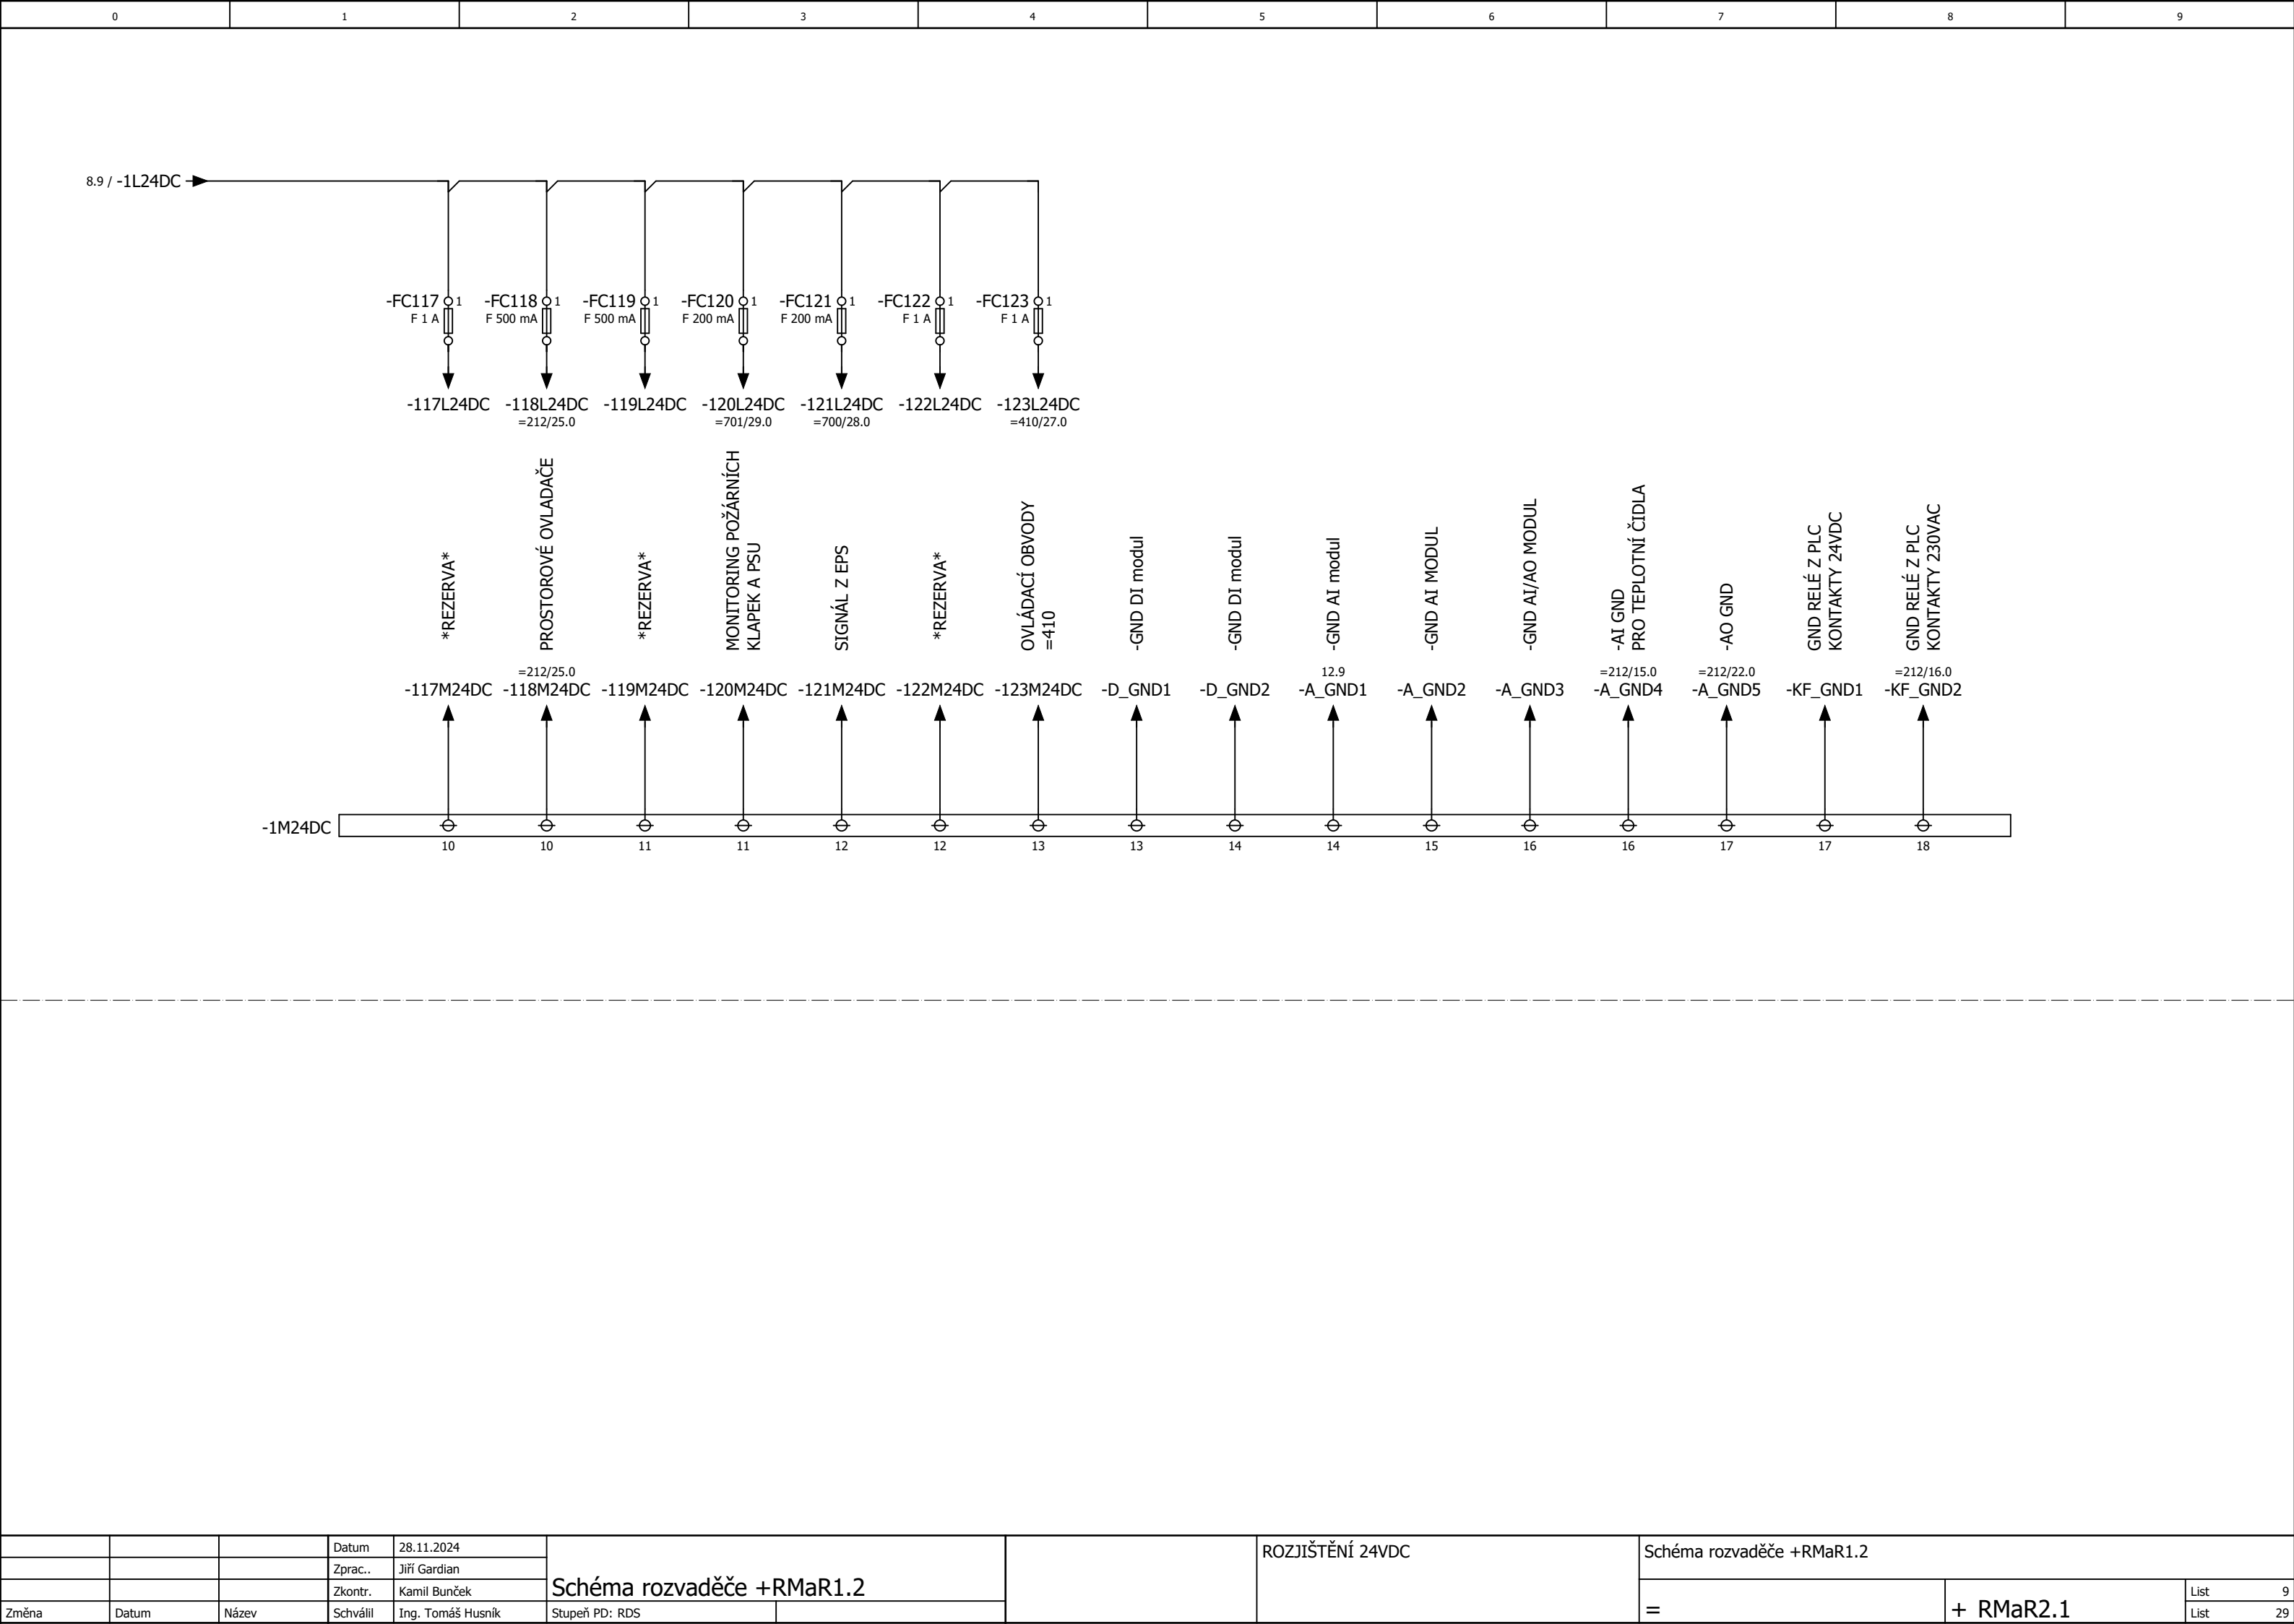 0 1 2 3 4 5 6 7 8 9
8.9 / -1L24DC
-FC117 1 -FC118 1 -FC119 1 -FC120 1 -FC121 1 -FC122 1 -FC123 1
F 1 A F 500 mA F 500 mA F 200 mA F 200 mA F 1 A F 1 A
-117L24DC -118L24DC -119L24DC -120L24DC -121L24DC -122L24DC -123L24DC
=212/25.0 =701/29.0 =700/28.0 =410/27.0
*REZERVA*
PROSTOROVÉ OVLADAČE
*REZERVA*
MONITORING POŽÁRNÍCH
KLAPEK A PSU
SIGNÁL Z EPS
*REZERVA*
OVLÁDACÍ OBVODY
=410
-GND DI modul
-GND DI modul
-GND AI modul
-GND AI MODUL
-GND AI/AO MODUL
-AI GND
PRO TEPLOTNÍ ČIDLA
-AO GND
GND RELÉ Z PLC
KONTAKTY 24VDC
GND RELÉ Z PLC
KONTAKTY 230VAC
=212/25.0 12.9 =212/15.0 =212/22.0 =212/16.0
-117M24DC -118M24DC -119M24DC -120M24DC -121M24DC -122M24DC -123M24DC -D_GND1 -D_GND2 -A_GND1 -A_GND2 -A_GND3 -A_GND4 -A_GND5 -KF_GND1 -KF_GND2
-1M24DC
10 10 11 11 12 12 13 13 14 14 15 16 16 17 17 18
Datum 28.11.2024
Zprac.. Jiří Gardian
Zkontr. Kamil Bunček
Změna Datum Název Schválil Ing. Tomáš Husník
Schéma rozvaděče +RMaR1.2
Stupeň PD: RDS
ROZJIŠTĚNÍ 24VDC
Schéma rozvaděče +RMaR1.2
= + RMaR2.1
List 9
List 29